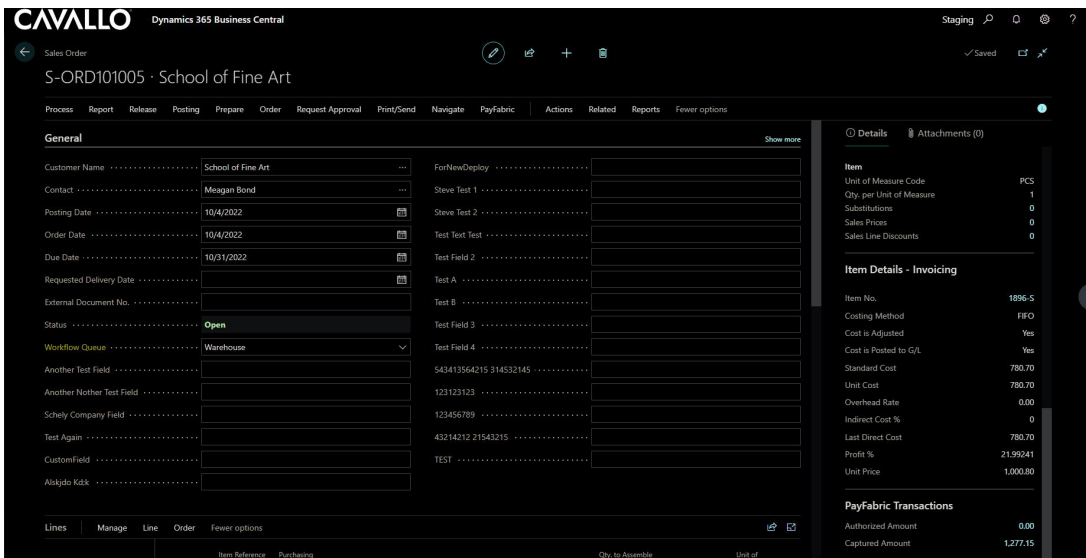 CAVALLO Dynamics 365 Business Central Staging ?
Sales Order Saved
S-ORD101005 · School of Fine Art
Process Report Release Posting Prepare Order Request Approval Print/Send Navigate PayFabric Actions Related Reports Fewer options
General Show more
Customer Name School of Fine Art
Contact Meagan Bond
Posting Date 10/4/2022
Order Date 10/4/2022
Due Date 10/31/2022
Requested Delivery Date
External Document No.
Status Open
Workflow Queue Warehouse
Another Test Field
Another Nother Test Field
Schely Company Field
Test Again
CustomField
Alskjdo Kd:k
ForNewDeploy
Steve Test 1
Steve Test 2
Test Text Test
Test Field 2
Test A
Test B
Test Field 3
Test Field 4
543413564215 314532145
123123123
123456789
43214212 21543215
TEST
Lines Manage Line Order Fewer options
Item Reference Purchasing Qty. to Assemble Unit of
Details Attachments (0)
Item
Unit of Measure Code PCS
Qty. per Unit of Measure 1
Substitutions 0
Sales Prices 0
Sales Line Discounts 0
Item Details - Invoicing
Item No. 1896-S
Costing Method FIFO
Cost is Adjusted Yes
Cost is Posted to G/L Yes
Standard Cost 780.70
Unit Cost 780.70
Overhead Rate 0.00
Indirect Cost % 0
Last Direct Cost 780.70
Profit % 21.99241
Unit Price 1,000.80
PayFabric Transactions
Authorized Amount 0.00
Captured Amount 1,277.15